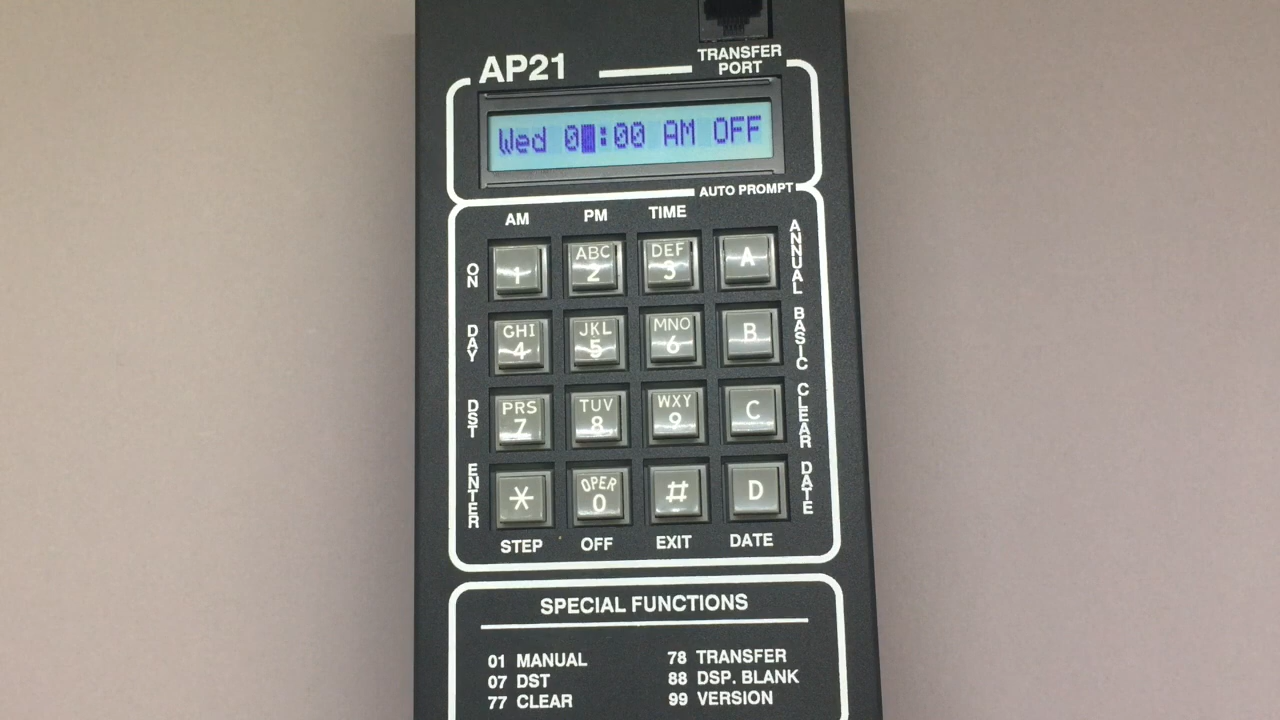 TRANSFER
PORT
AP21
Wed 0 :00 AM OFF
AUTO PROMPT
AM PM TIME
ON
DAY
DST
ENTER
1
ABC
2
DEF
3
A
GHI
4
JKL
5
MNO
6
B
PRS
7
TUV
8
WXY
9
C
*
OPER
0
#
D
ANNUAL
BASIC
CLEAR
DATE
STEP OFF EXIT DATE
SPECIAL FUNCTIONS
01 MANUAL 78 TRANSFER
07 DST 88 DSP. BLANK
77 CLEAR 99 VERSION